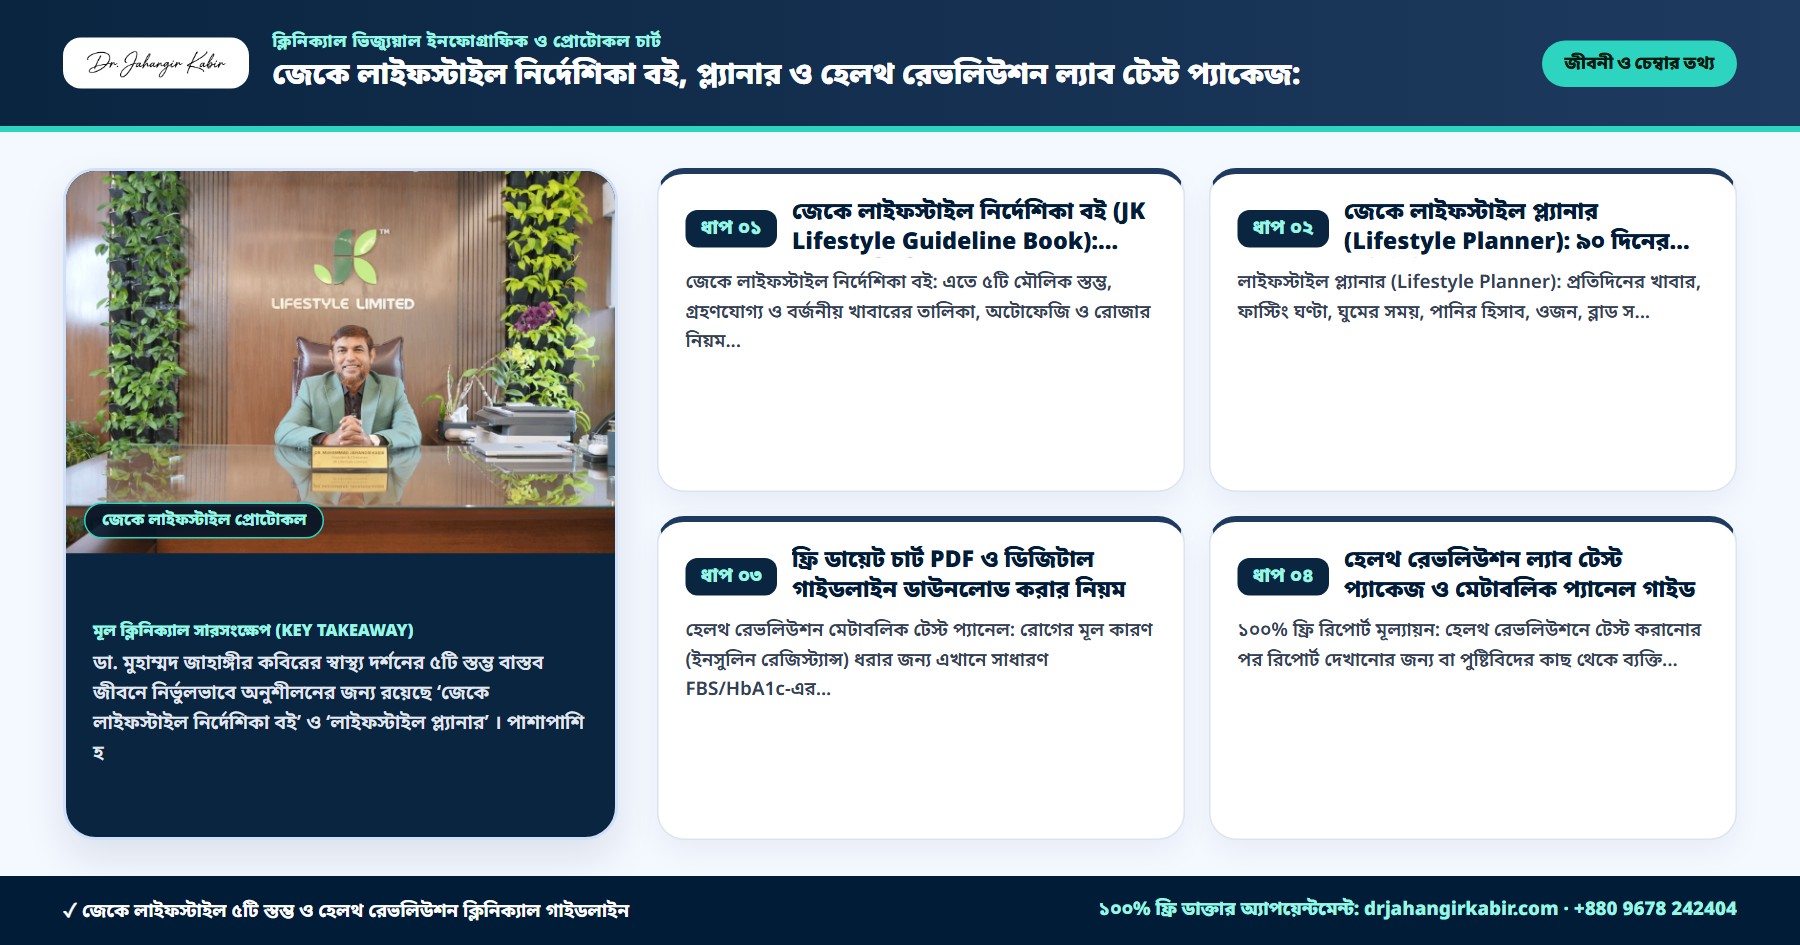 Dr. Jahangir Kabir
ক্লিনিক্যাল ভিজ্যুয়াল ইনফোগ্রাফিক ও প্রোটোকল চার্ট
জেকে লাইফস্টাইল নির্দেশিকা বই, প্ল্যানার ও হেলথ রেভলিউশন ল্যাব টেস্ট প্যাকেজ:
জীবনী ও চেম্বার তথ্য
TM
LIFESTYLE LIMITED
জেকে লাইফস্টাইল প্রোটোকল
মূল ক্লিনিক্যাল সারসংক্ষেপ (KEY TAKEAWAY)
ডা. মুহাম্মদ জাহাঙ্গীর কবিরের স্বাস্থ্য দর্শনের ৫টি স্তম্ভ বাস্তব
জীবনে নির্ভুলভাবে অনুশীলনের জন্য রয়েছে ‘জেকে
লাইফস্টাইল নির্দেশিকা বই’ ও ‘লাইফস্টাইল প্ল্যানার’ । পাশাপাশি
হ
ধাপ ০১
জেকে লাইফস্টাইল নির্দেশিকা বই (JK
Lifestyle Guideline Book):...
জেকে লাইফস্টাইল নির্দেশিকা বই: এতে ৫টি মৌলিক স্তম্ভ,
গ্রহণযোগ্য ও বর্জনীয় খাবারের তালিকা, অটোফেজি ও রোজার
নিয়ম...
ধাপ ০২
জেকে লাইফস্টাইল প্ল্যানার
(Lifestyle Planner): ৯০ দিনের...
লাইফস্টাইল প্ল্যানার (Lifestyle Planner): প্রতিদিনের খাবার,
ফাস্টিং ঘণ্টা, ঘুমের সময়, পানির হিসাব, ওজন, ব্লাড স...
ধাপ ০৩
ফ্রি ডায়েট চার্ট PDF ও ডিজিটাল
গাইডলাইন ডাউনলোড করার নিয়ম
হেলথ রেভলিউশন মেটাবলিক টেস্ট প্যানেল: রোগের মূল কারণ
(ইনসুলিন রেজিস্ট্যান্স) ধরার জন্য এখানে সাধারণ
FBS/HbA1c-এর...
ধাপ ০৪
হেলথ রেভলিউশন ল্যাব টেস্ট
প্যাকেজ ও মেটাবলিক প্যানেল গাইড
১০০% ফ্রি রিপোর্ট মূল্যায়ন: হেলথ রেভলিউশনে টেস্ট করানোর
পর রিপোর্ট দেখানোর জন্য বা পুষ্টিবিদের কাছ থেকে ব্যক্তি...
✓ জেকে লাইফস্টাইল ৫টি স্তম্ভ ও হেলথ রেভলিউশন ক্লিনিক্যাল গাইডলাইন
১০০% ফ্রি ডাক্তার অ্যাপয়েন্টমেন্ট: drjahangirkabir.com · +880 9678 242404